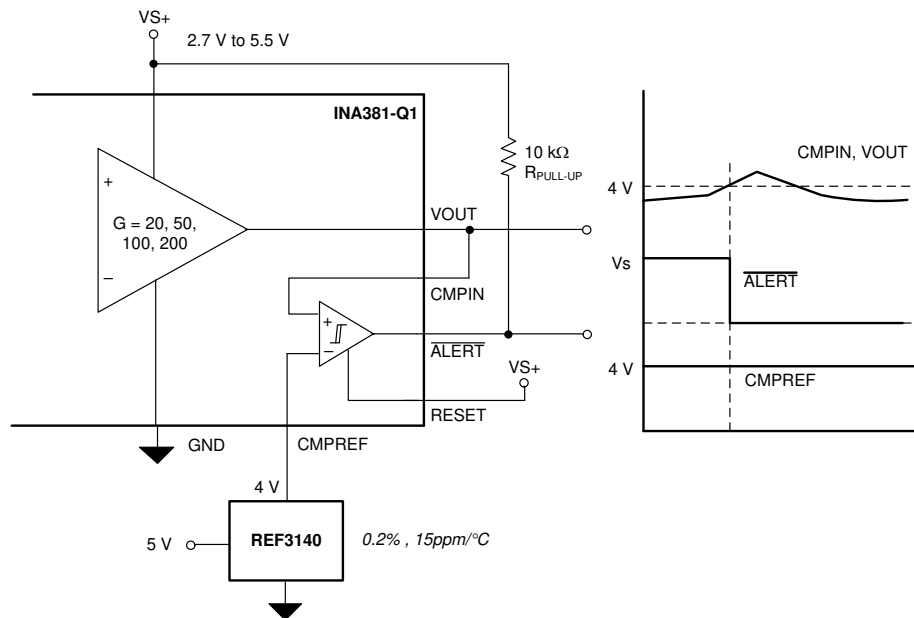 VS+
2.7 V to 5.5 V
INA381-Q1
10 kΩ
RPULL-UP
+
G = 20, 50,
100, 200
–
VOUT
CMPIN
+
–
ALERT
VS+
RESET
GND
CMPREF
4 V
5 V
REF3140
0.2% , 15ppm/°C
CMPIN, VOUT
4 V
Vs
ALERT
4 V
CMPREF